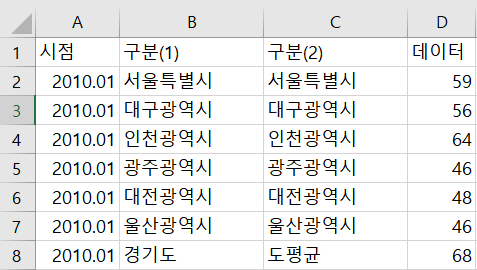 A B C D
1 시점 구분(1) 구분(2) 데이터
2 2010.01 서울특별시 서울특별시 59
3 2010.01 대구광역시 대구광역시 56
4 2010.01 인천광역시 인천광역시 64
5 2010.01 광주광역시 광주광역시 46
6 2010.01 대전광역시 대전광역시 48
7 2010.01 울산광역시 울산광역시 46
8 2010.01 경기도 도평균 68